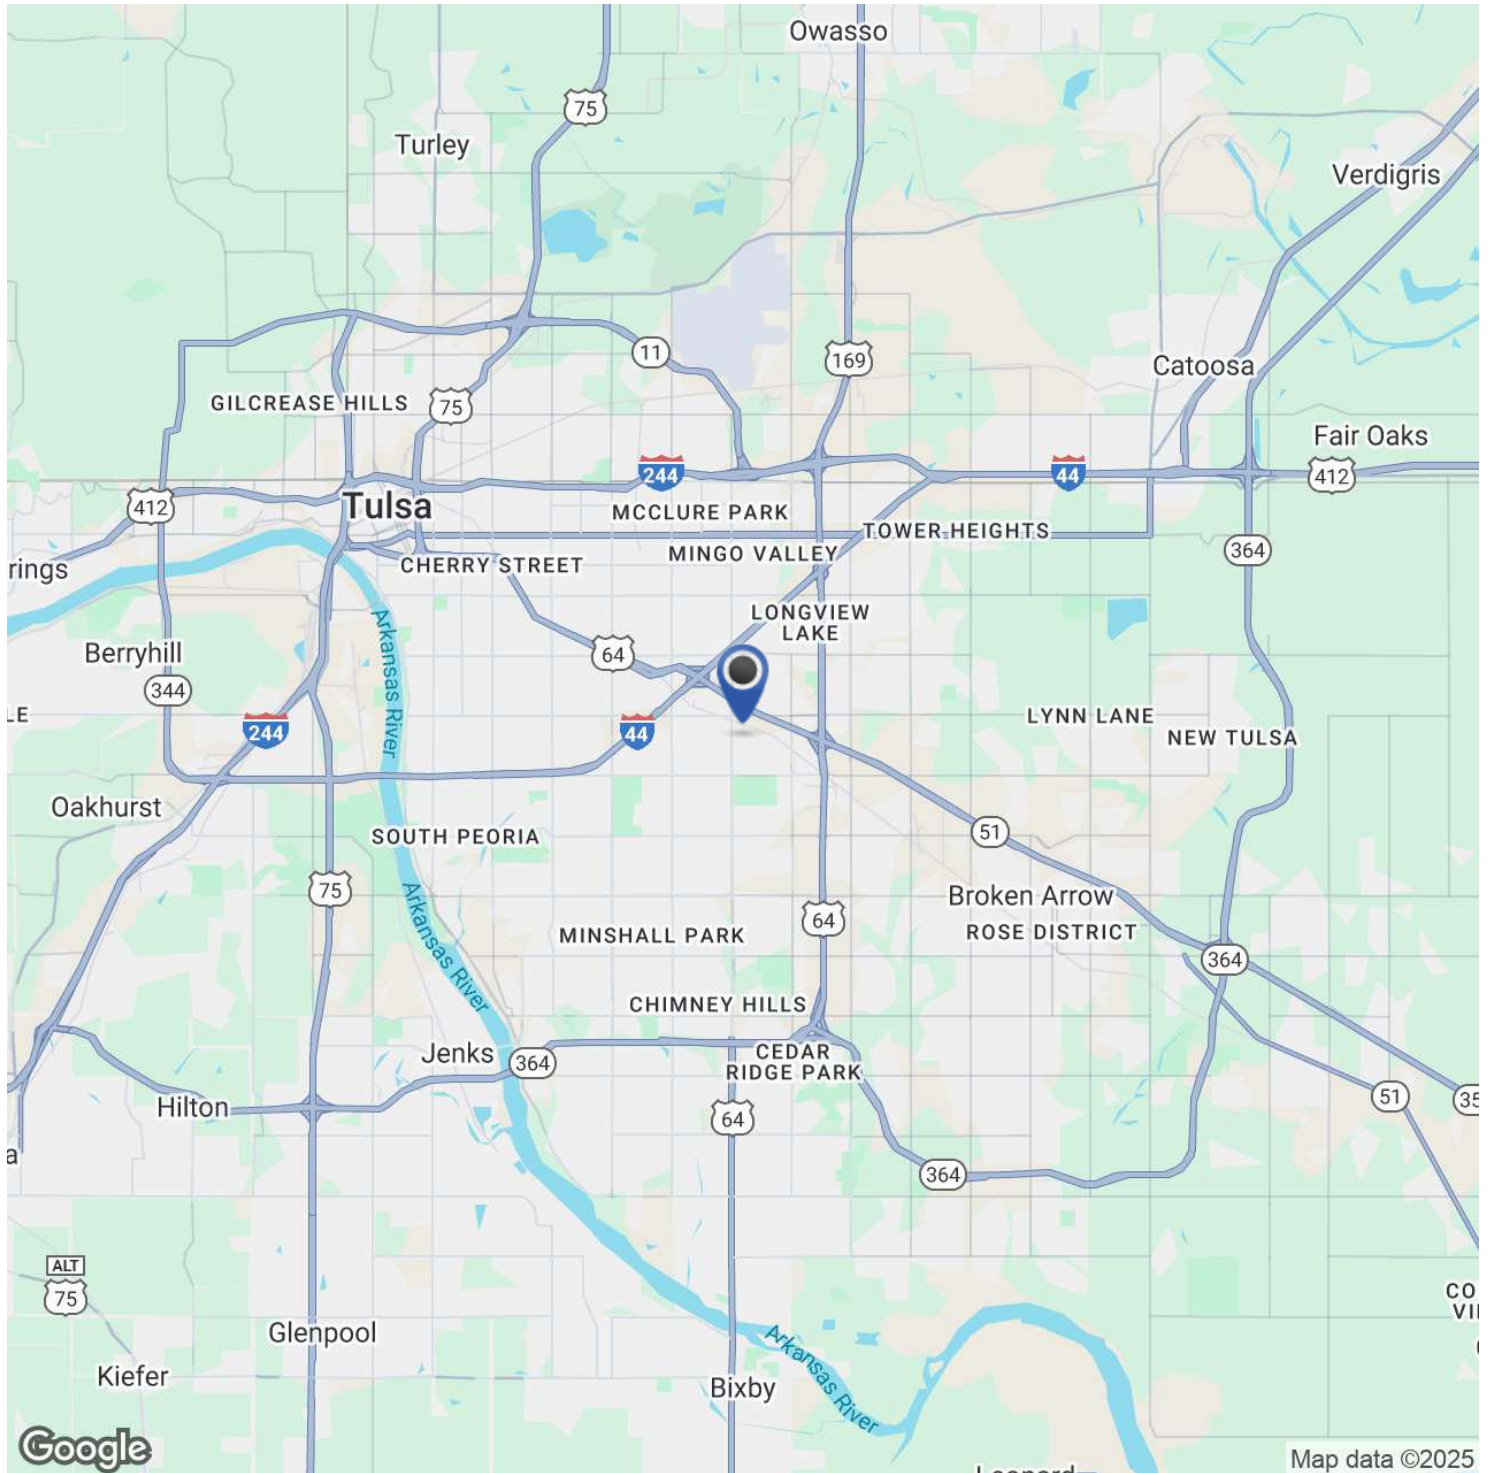 Owasso
75
Turley
Verdigris
11
169
Catoosa
GILCREASE HILLS
75
Fair Oaks
412
244
44
412
Tulsa
MCCLURE PARK
TOWER HEIGHTS
MINGO VALLEY
364
rings
CHERRY STREET
Arkansas River
LONGVIEW
LAKE
Berryhill
64
344
LE
244
44
LYNN LANE
NEW TULSA
Oakhurst
SOUTH PEORIA
51
75
Arkansas River
Broken Arrow
64
ROSE DISTRICT
MINSHALL PARK
364
CHIMNEY HILLS
Jenks
364
CEDAR
RIDGE PARK
Hilton
64
51
35
a
364
ALT
75
CO
VII
Glenpool
Arkansas River
Kiefer
Bixby
Google
Map data ©2025